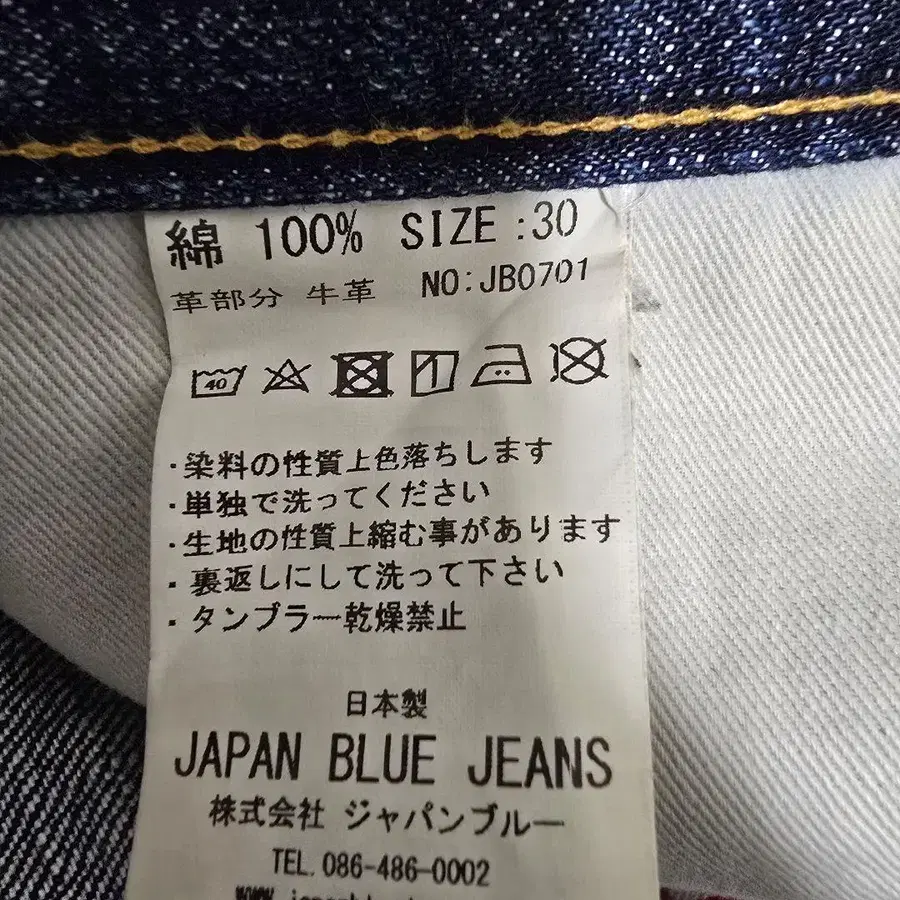 綿 100% SIZE:30
革部分 牛革 NO:JB0701
40
・染料の性質上色落ちします
・単独で洗ってください
・生地の性質上縮む事があります
・裏返しにして洗って下さい
・タンブラー乾燥禁止
日本製
JAPAN BLUE JEANS
株式会社 ジャパンブルー
TEL.086-486-0002